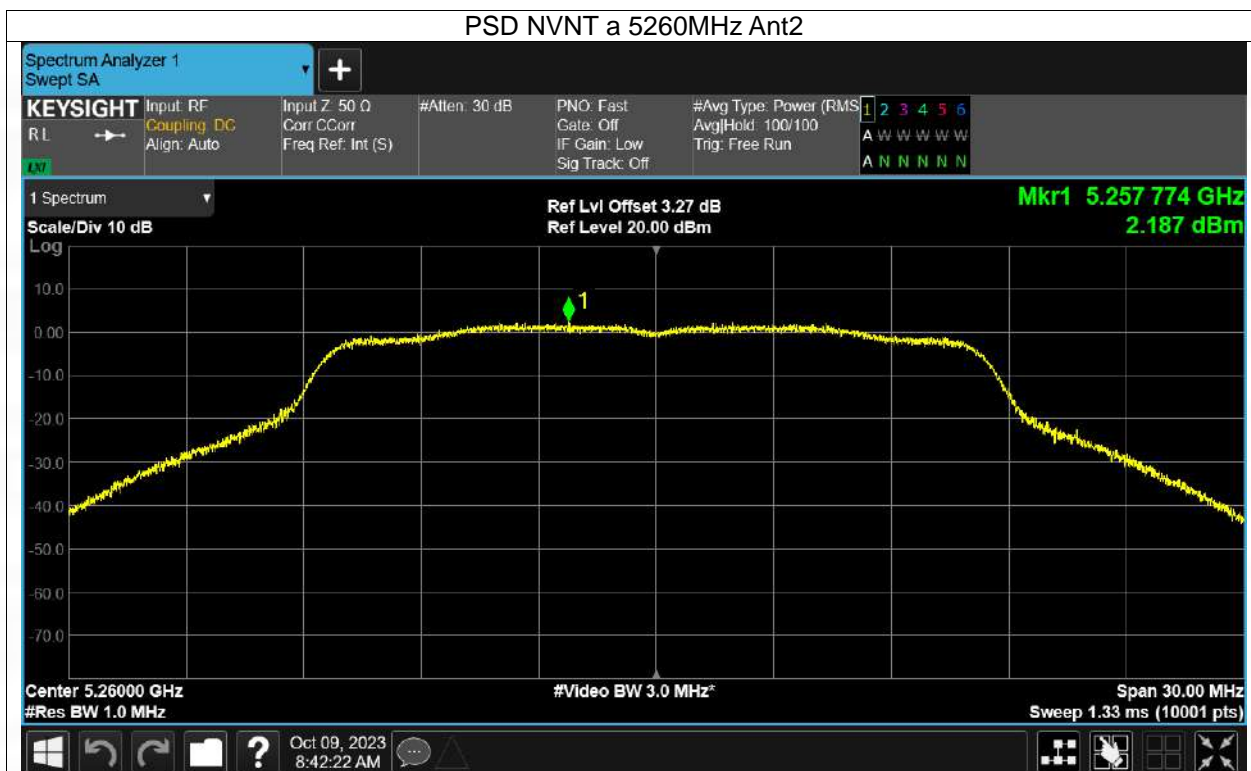 PSD NVNT a 5260MHz Ant2
Spectrum Analyzer 1
Swept SA
KEYSIGHT
R L
LXI
Input: RF
Coupling: DC
Align: Auto
Input Z: 50 Ω
Corr CCorr
Freq Ref: Int (S)
#Atten: 30 dB
PNO: Fast
Gate: Off
IF Gain: Low
Sig Track: Off
#Avg Type: Power (RMS
Avg|Hold: 100/100
Trig: Free Run
1 2 3 4 5 6
A W W W W W
A N N N N N
1 Spectrum
Scale/Div 10 dB
Ref Lvl Offset 3.27 dB
Ref Level 20.00 dBm
Mkr1 5.257 774 GHz
2.187 dBm
Log
10.0
0.00
-10.0
-20.0
-30.0
-40.0
-50.0
-60.0
-70.0
1
Center 5.26000 GHz
#Res BW 1.0 MHz
#Video BW 3.0 MHz*
Span 30.00 MHz
Sweep 1.33 ms (10001 pts)
?
Oct 09, 2023
8:42:22 AM